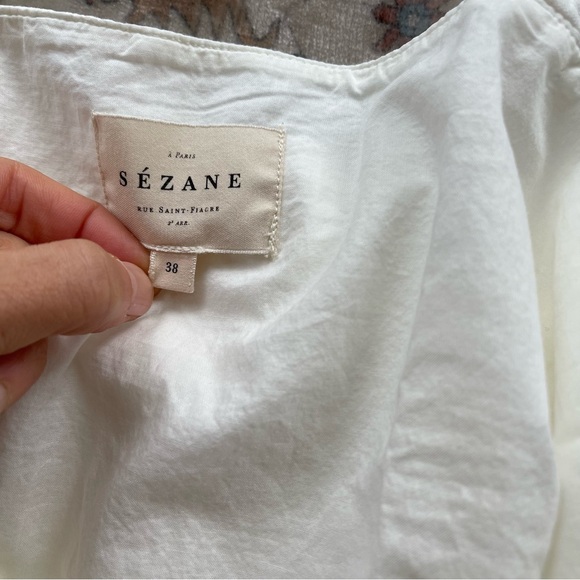 À PARIS
SÉZANE
RUE SAINT-FIACRE
2ᴱ ARR.
38